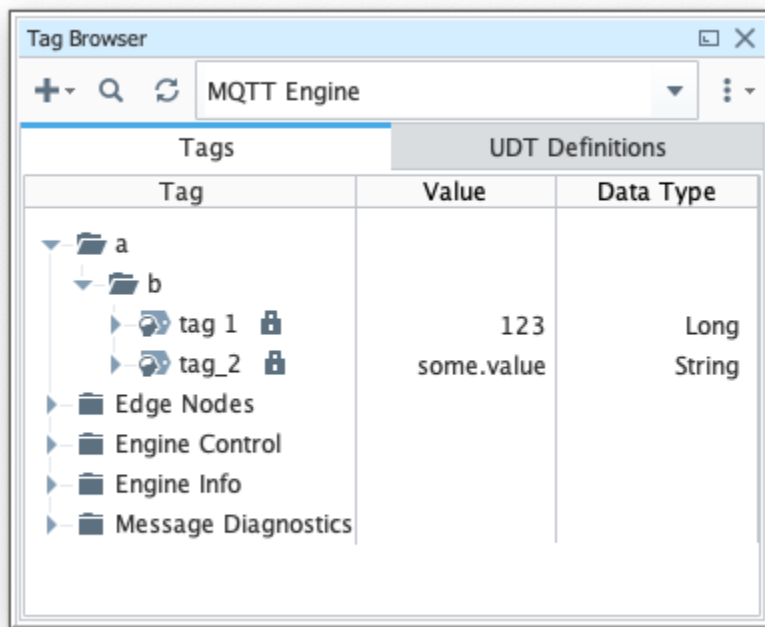 Tag Browser
MQTT Engine
Tags UDT Definitions
Tag Value Data Type
a
b
tag 1 123 Long
tag_2 some.value String
Edge Nodes
Engine Control
Engine Info
Message Diagnostics